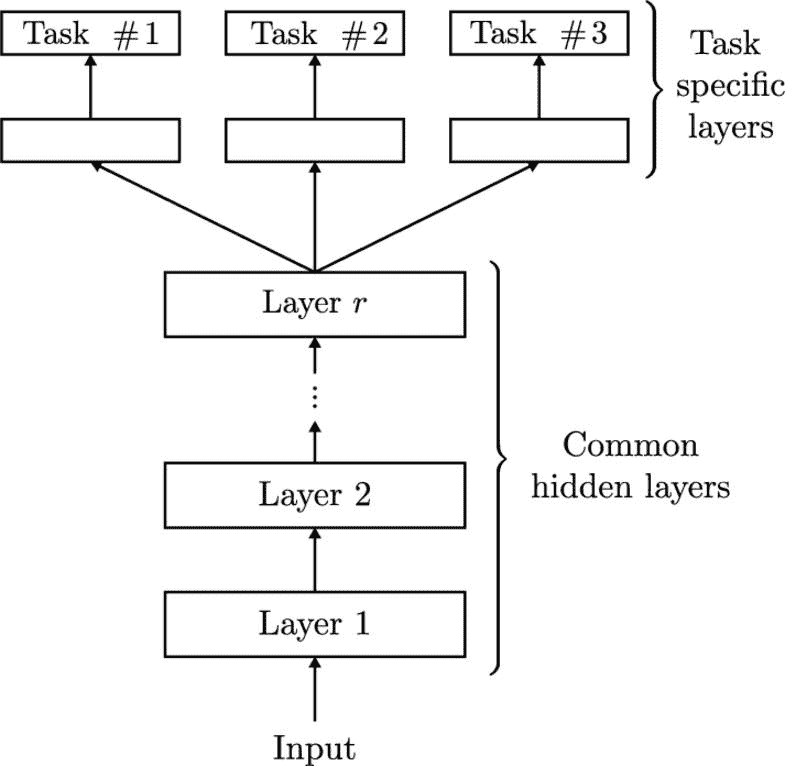 Task #1
Task #2
Task #3
Task
specific
layers
Layer r
⋮
Common
hidden layers
Layer 2
Layer 1
Input